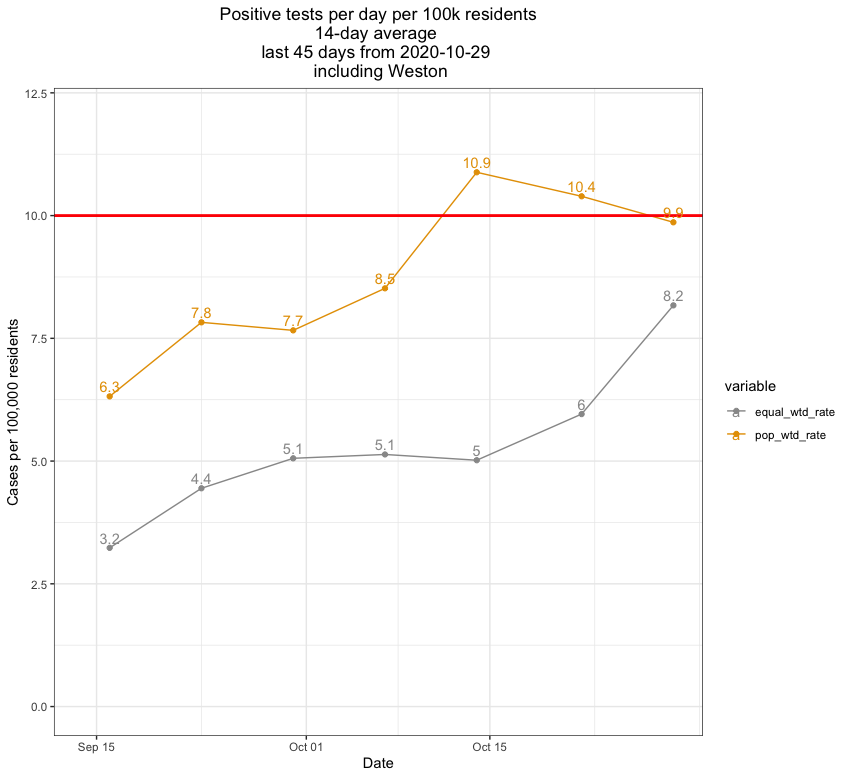 Positive tests per day per 100k residents
14-day average
last 45 days from 2020-10-29
including Weston
Cases per 100,000 residents
12.5
10.0
7.5
5.0
2.5
0.0
6.3
7.8
7.7
8.5
10.9
10.4
9.9
3.2
4.4
5.1
5.1
5
6
8.2
Sep 15
Oct 01
Oct 15
Date
variable
a equal_wtd_rate
a pop_wtd_rate